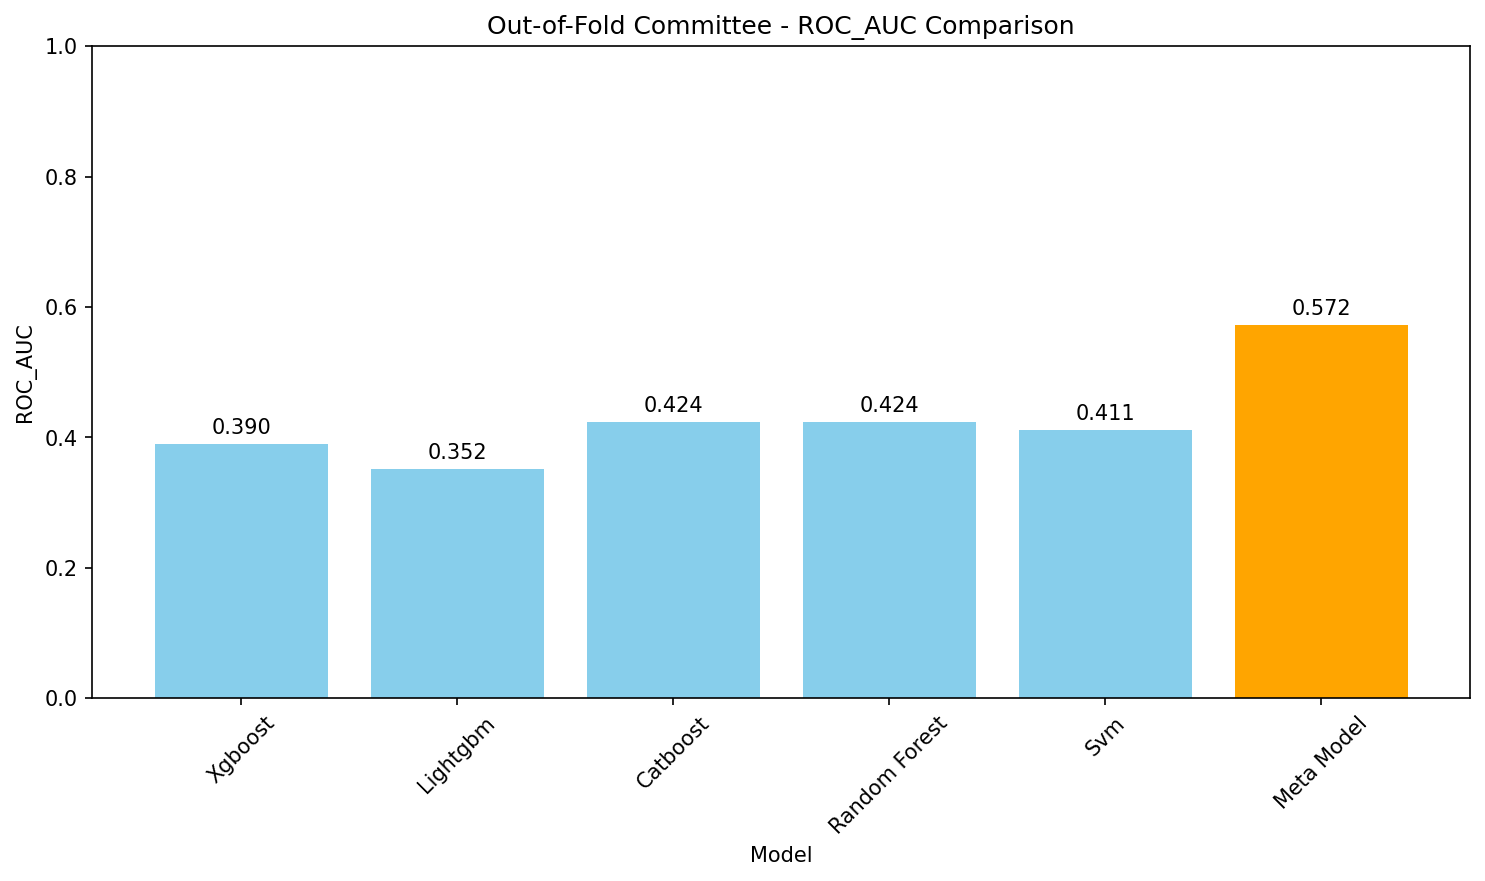 Out-of-Fold Committee - ROC_AUC Comparison
1.0
0.8
0.6
0.4
0.2
0.0
ROC_AUC
0.390
0.352
0.424
0.424
0.411
0.572
Xgboost
Lightgbm
Catboost
Random Forest
Svm
Meta Model
Model